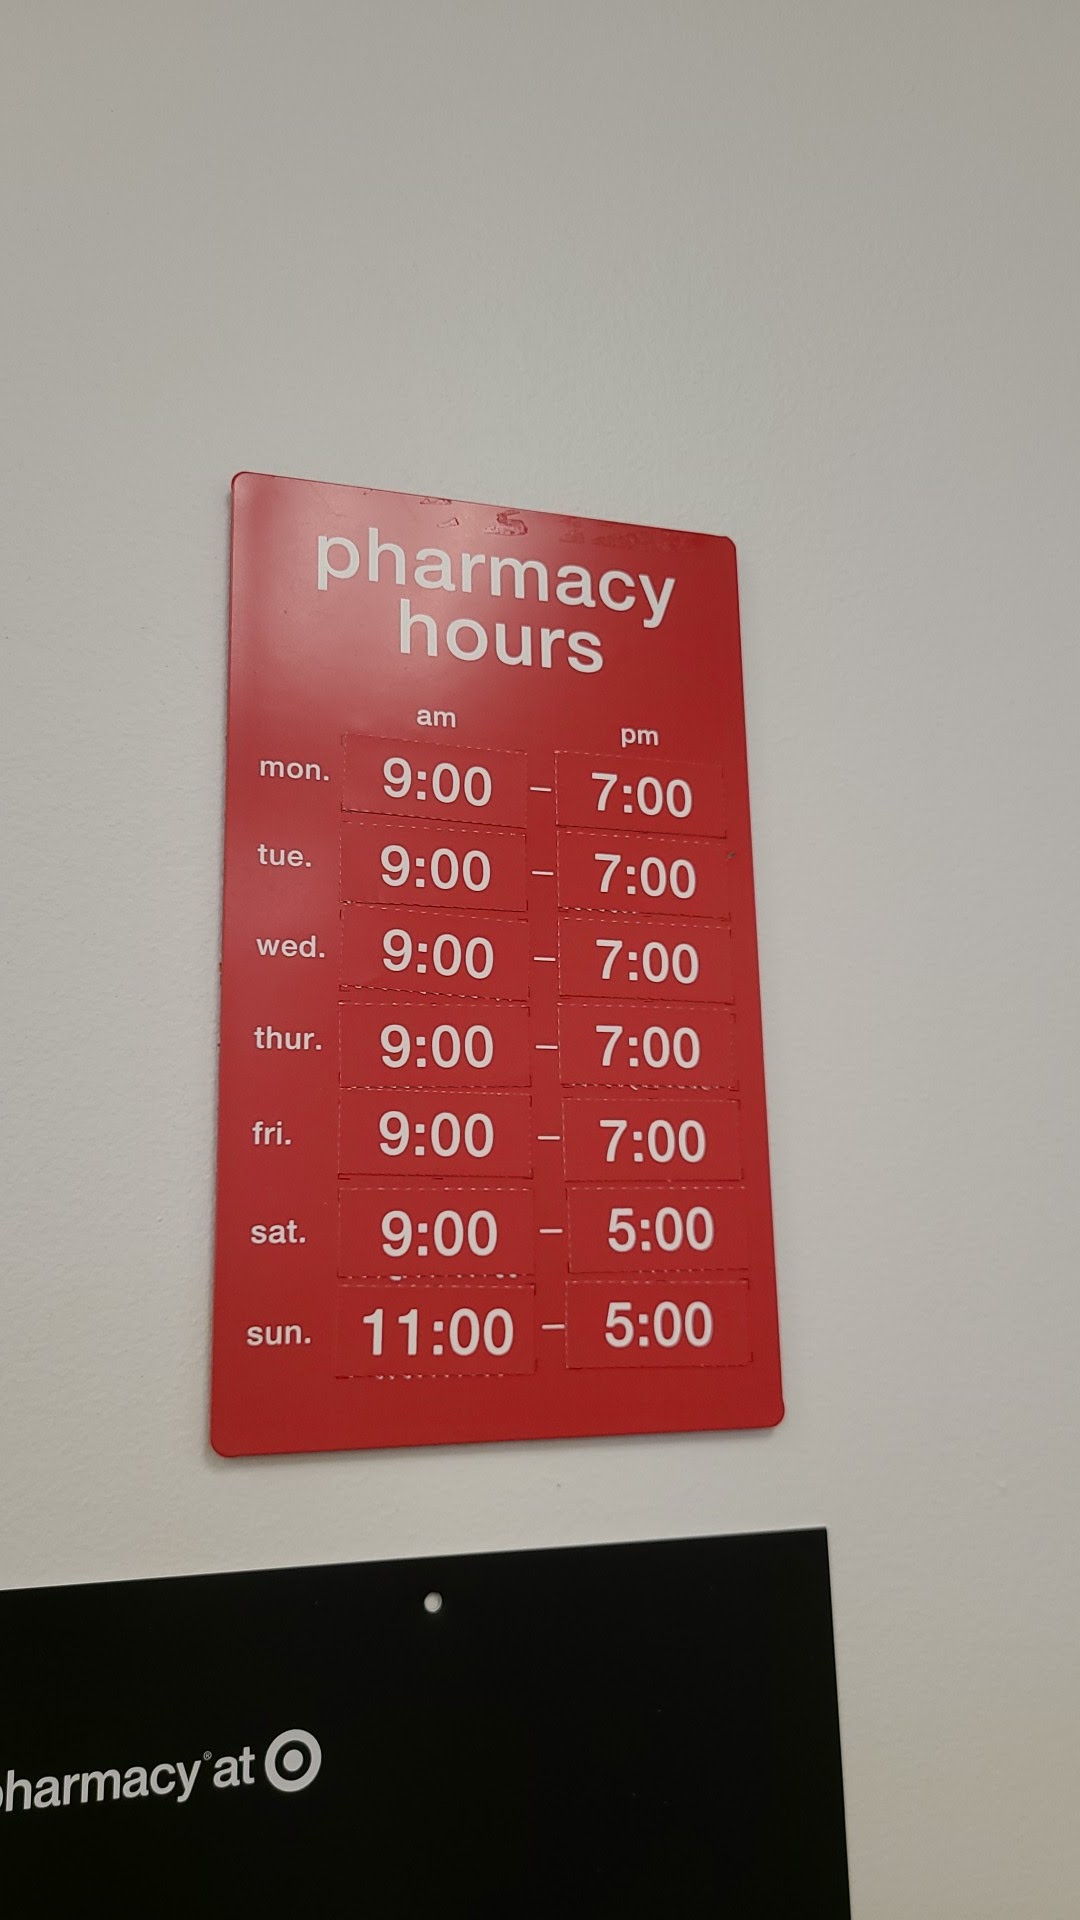 pharmacy
hours
am pm
mon. 9:00 – 7:00
tue. 9:00 – 7:00
wed. 9:00 – 7:00
thur. 9:00 – 7:00
fri. 9:00 – 7:00
sat. 9:00 – 5:00
sun. 11:00 – 5:00
pharmacy® at